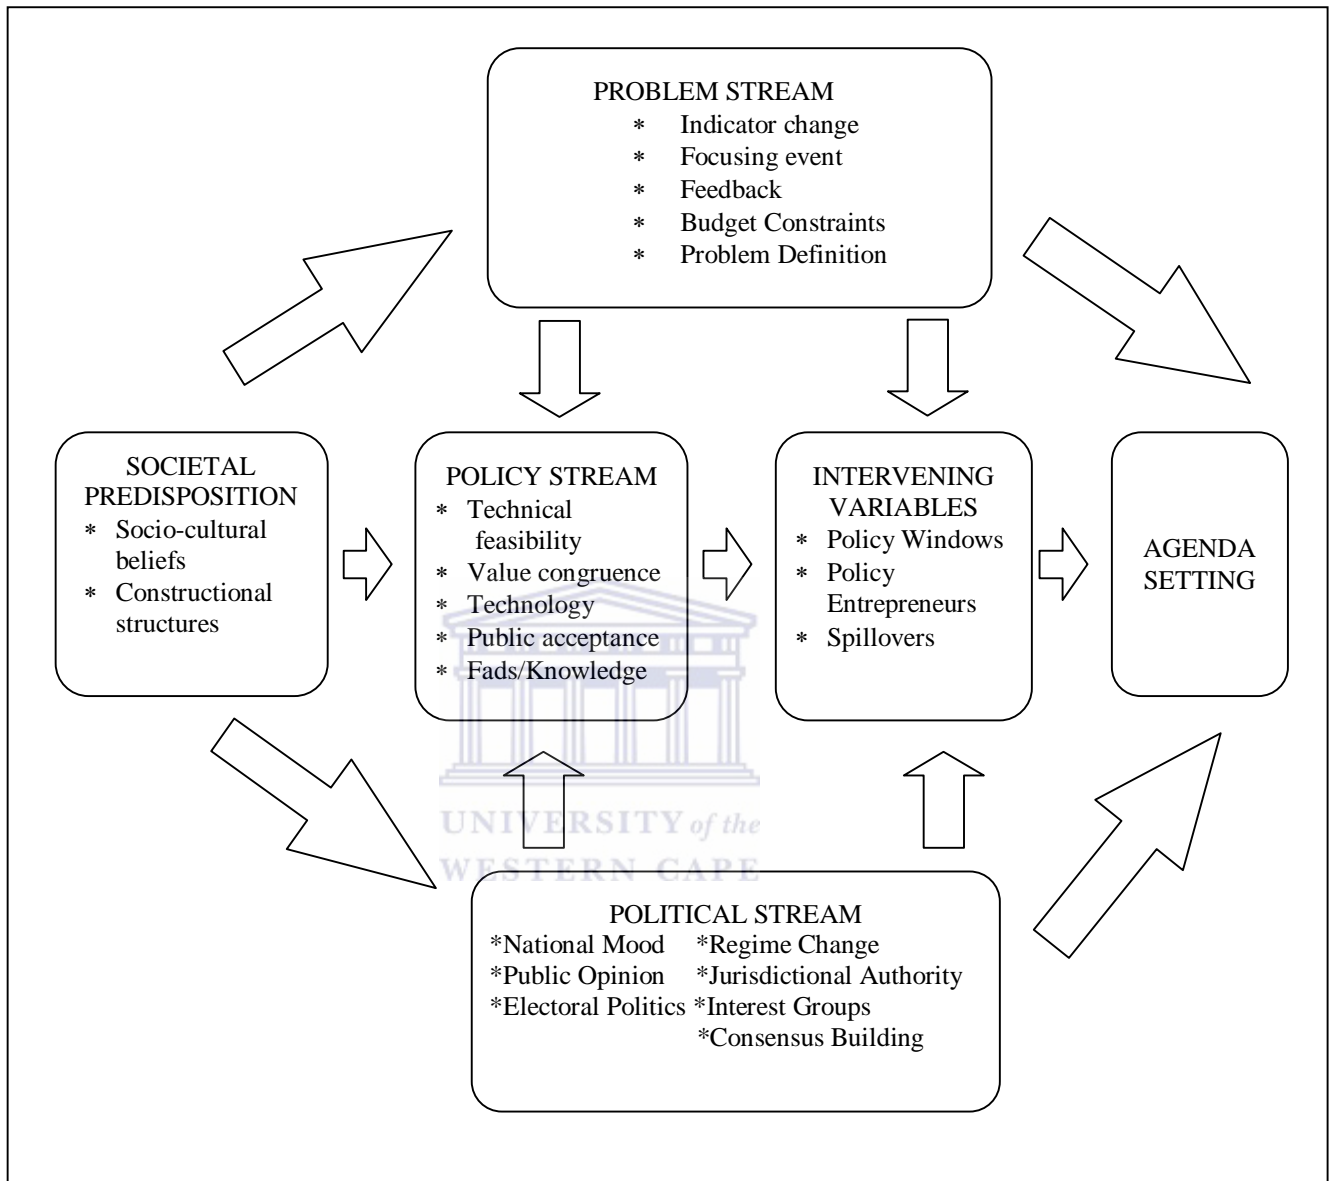 PROBLEM STREAM
* Indicator change
* Focusing event
* Feedback
* Budget Constraints
* Problem Definition
SOCIETAL
PREDISPOSITION
* Socio-cultural
beliefs
* Constructional
structures
POLICY STREAM
* Technical
feasibility
* Value congruence
* Technology
* Public acceptance
* Fads/Knowledge
INTERVENING
VARIABLES
* Policy Windows
* Policy
Entrepreneurs
* Spillovers
AGENDA
SETTING
UNIVERSITY of the
WESTERN CAPE
POLITICAL STREAM
*National Mood *Regime Change
*Public Opinion *Jurisdictional Authority
*Electoral Politics *Interest Groups
*Consensus Building